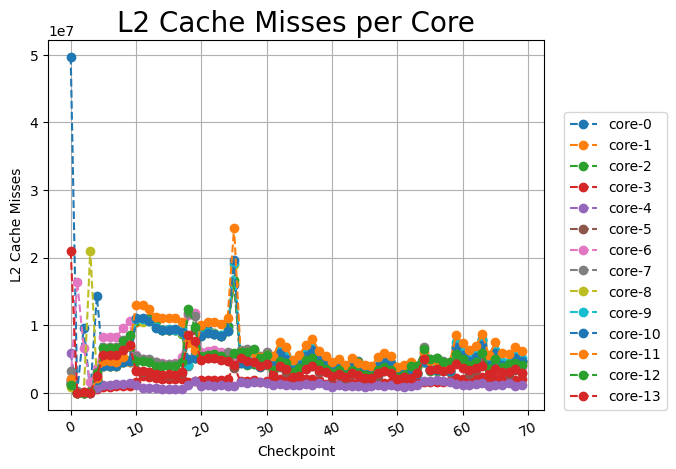 L2 Cache Misses per Core
1e7
5
4
3
2
1
0
L2 Cache Misses
0
10
20
30
40
50
60
70
Checkpoint
core-0
core-1
core-2
core-3
core-4
core-5
core-6
core-7
core-8
core-9
core-10
core-11
core-12
core-13